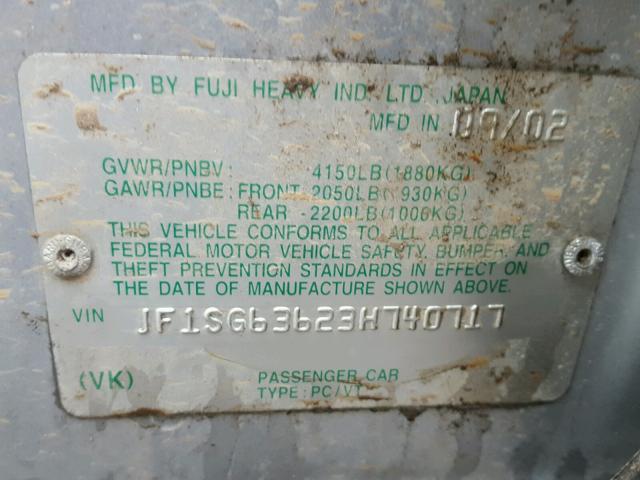 MFD BY FUJI HEAVY IND. LTD. JAPAN
MFD IN 07/02
GVWR/PNBV: 4150LB(1880KG)
GAWR/PNBE: FRONT-2050LB( 930KG)
REAR -2200LB(1000KG)
THIS VEHICLE CONFORMS TO ALL APPLICABLE
FEDERAL MOTOR VEHICLE SAFETY, BUMPER, AND
THEFT PREVENTION STANDARDS IN EFFECT ON
THE DATE OF MANUFACTURE SHOWN ABOVE.
VIN JF1SG63623H740717
(VK) PASSENGER CAR
TYPE:PC/VT